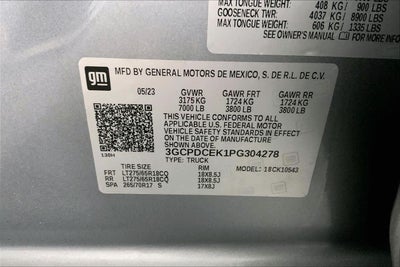 MAX TONGUE WEIGHT: 408 KG/ 900 LBS
GOOSENECK TWR: 4037 KG/ 8900 LBS
MAX TONGUE WEIGHT: 606 KG/ 1335 LBS
SEE OWNER'S MANUAL FOR MORE INFO
gm
MFD BY GENERAL MOTORS DE MEXICO, S. DE R.L. DE C.V.
05/23 GVWR GAWR FRT GAWR RR
3175 KG 1724 KG 1724 KG
7000 LB 3800 LB 3800 LB
THIS VEHICLE CONFORMS TO ALL
APPLICABLE U.S. FEDERAL MOTOR
VEHICLE SAFETY STANDARDS IN
EFFECT ON THE DATE OF MANUFACTURE
SHOWN ABOVE.
3GCPDCEK1PG304278
TYPE: TRUCK
TIRE SIZE RIM MODEL: 18CK10543
FRT LT275/65R18CQ 18X8.5J
RR LT275/65R18CQ 18X8.5J
SPA 265/70R17 S 17X8J